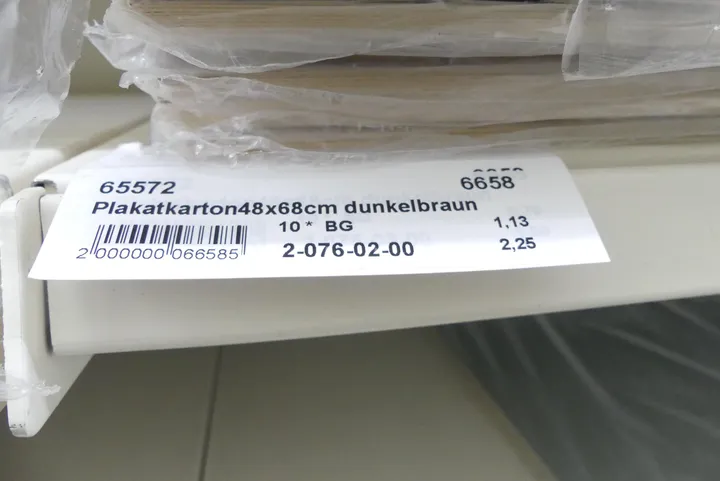 65572 6658
Plakatkarton48x68cm dunkelbraun
10 * BG 1,13
2-076-02-00 2,25
2 000000 066585